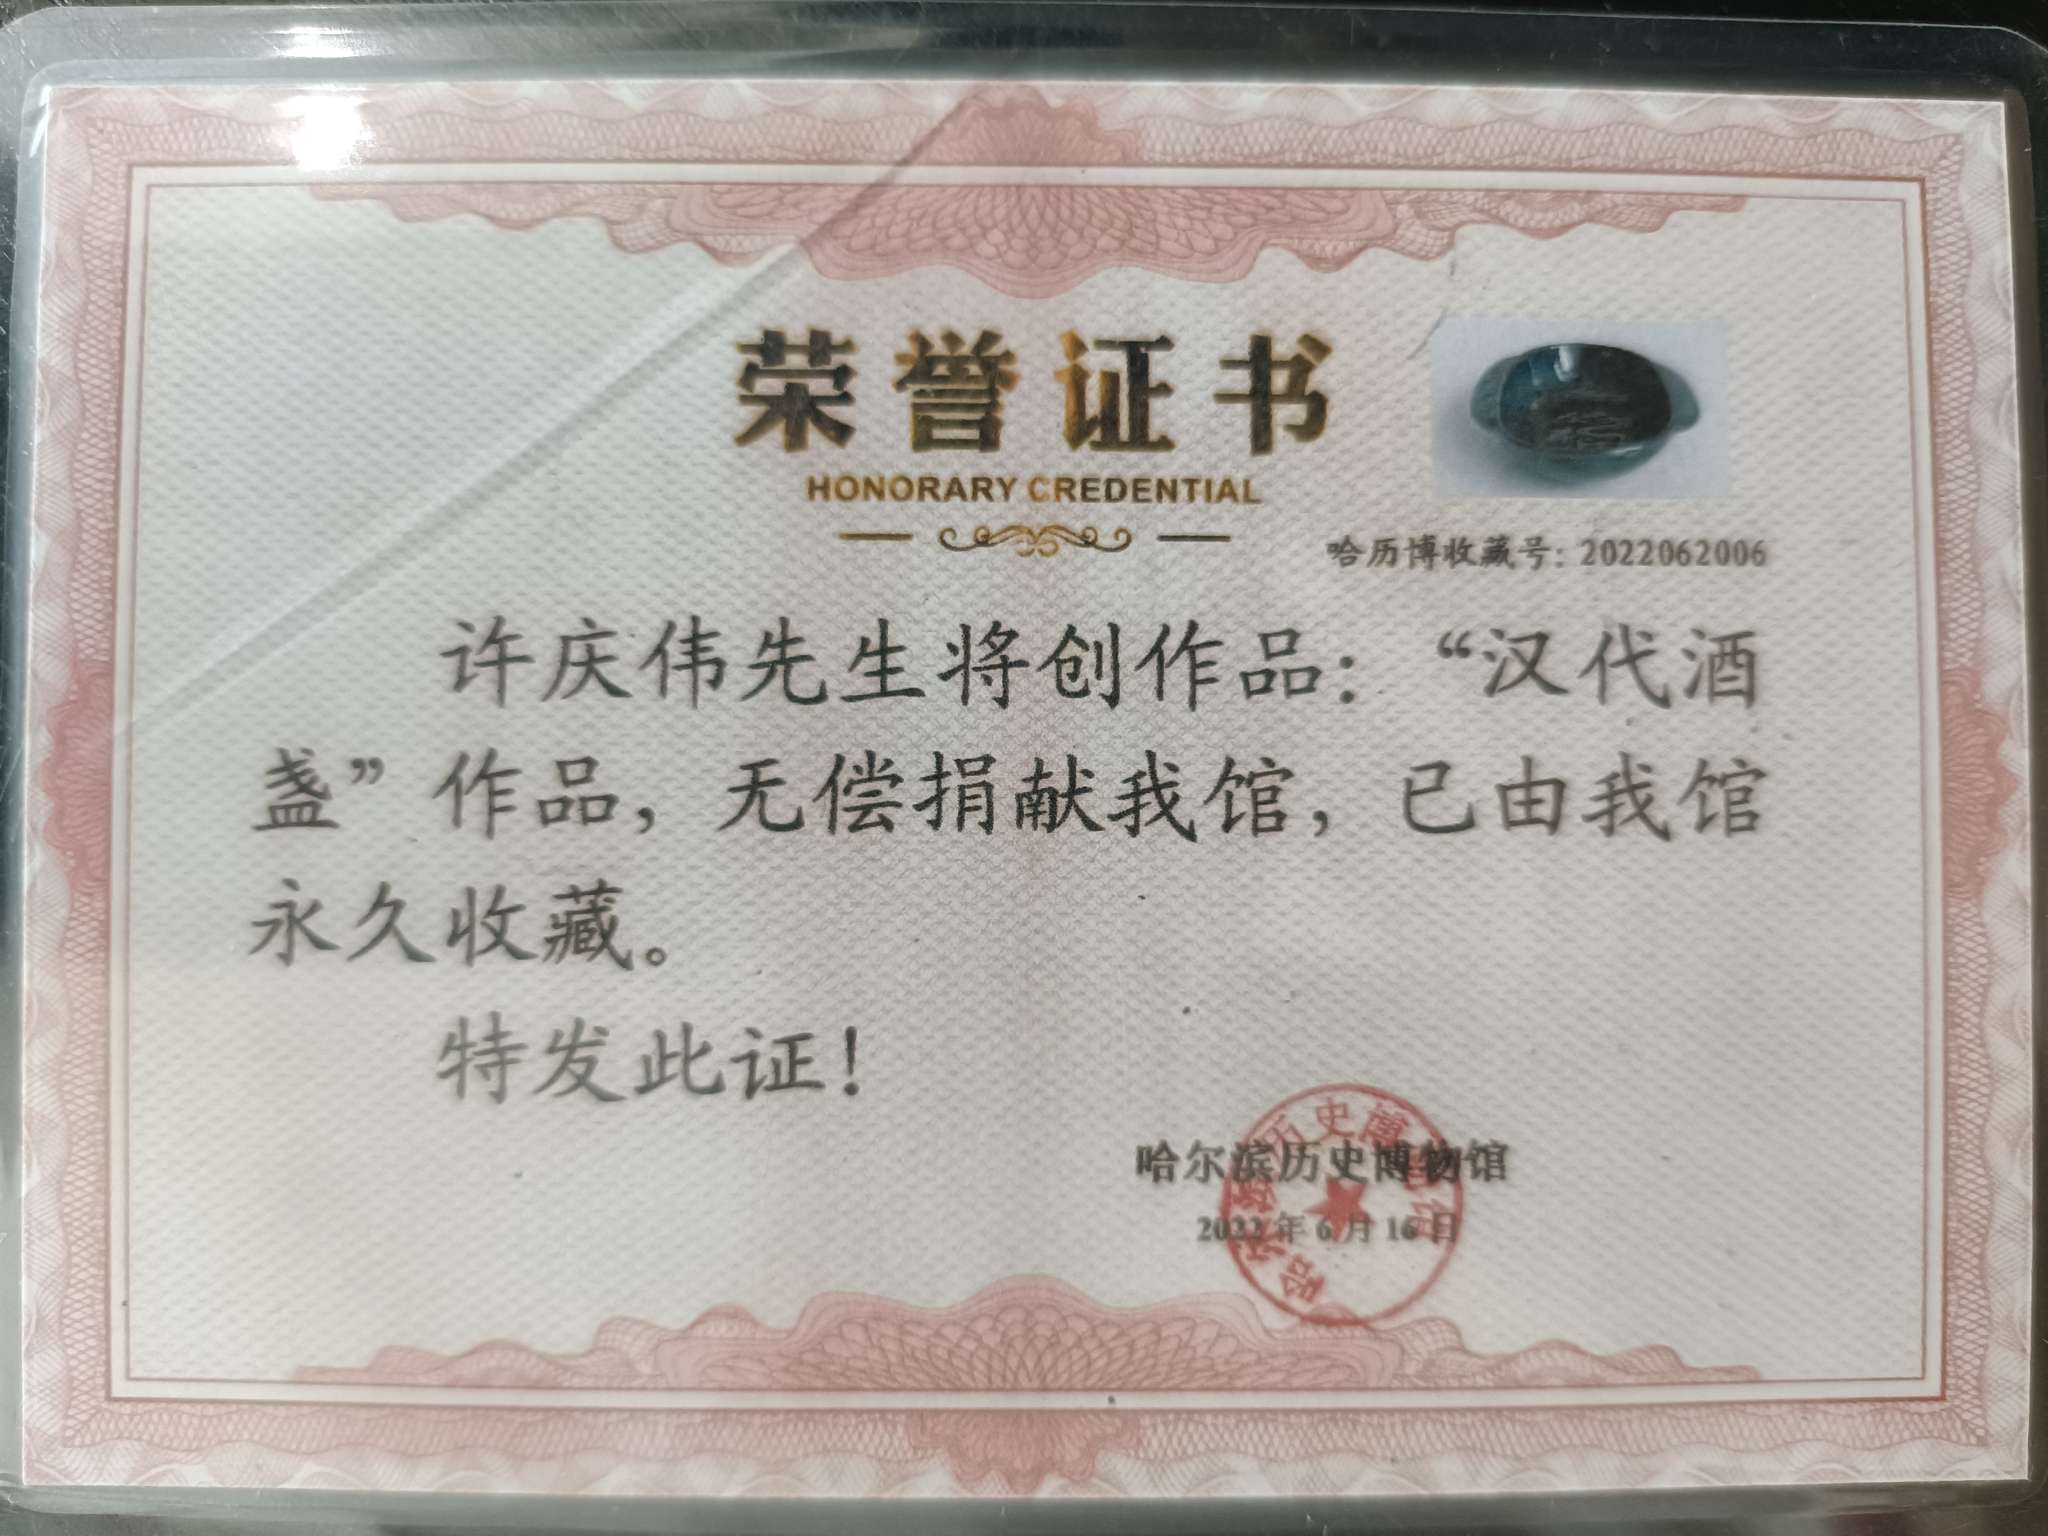 荣誉证书
HONORARY CREDENTIAL
哈历博收藏号：2022062006
许庆伟先生将创作品：“汉代酒
盏”作品，无偿捐献我馆，已由我馆
永久收藏。
特发此证！
哈尔滨历史博物馆
2022年6月16日